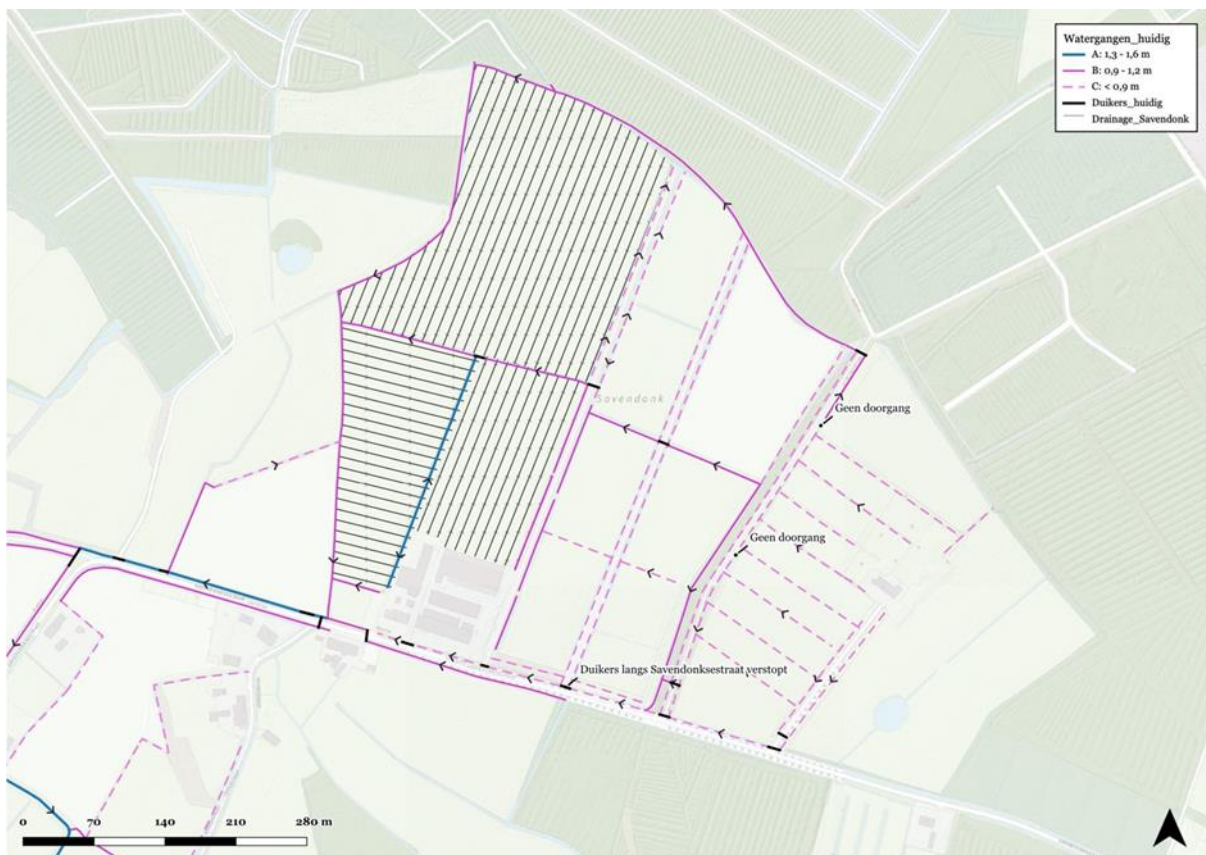 Watergangen_huidig
A: 1,3 - 1,6 m
B: 0,9 - 1,2 m
C: < 0,9 m
Duikers_huidig
Drainage_Savendonk
Savendonk
Geen doorgang
Geen doorgang
Duikers langs Savendonksestraat verstopt
0 70 140 210 280 m